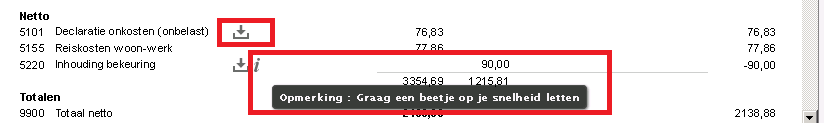 Netto
5101 Declaratie onkosten (onbelast) 76,83 76,83
5155 Reiskosten woon-werk 77,86 77,86
5220 Inhouding bekeuring i 90,00 -90,00
3354,69 1215,81
Opmerking : Graag een beetje op je snelheid letten
Totalen
9900 Totaal netto 2138,88